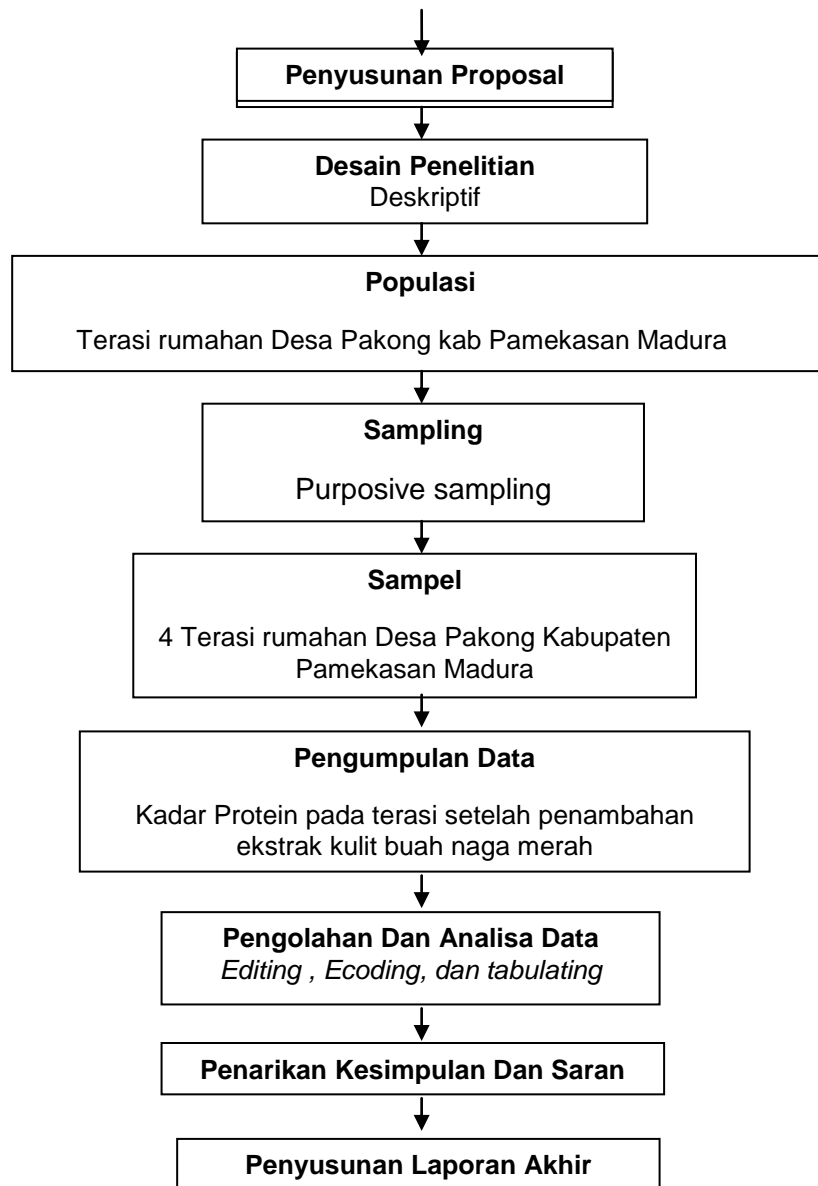 Penyusunan Proposal
Desain Penelitian
Deskriptif
Populasi
Terasi rumahan Desa Pakong kab Pamekasan Madura
Sampling
Purposive sampling
Sampel
4 Terasi rumahan Desa Pakong Kabupaten
Pamekasan Madura
Pengumpulan Data
Kadar Protein pada terasi setelah penambahan
ekstrak kulit buah naga merah
Pengolahan Dan Analisa Data
Editing , Ecoding, dan tabulating
Penarikan Kesimpulan Dan Saran
Penyusunan Laporan Akhir